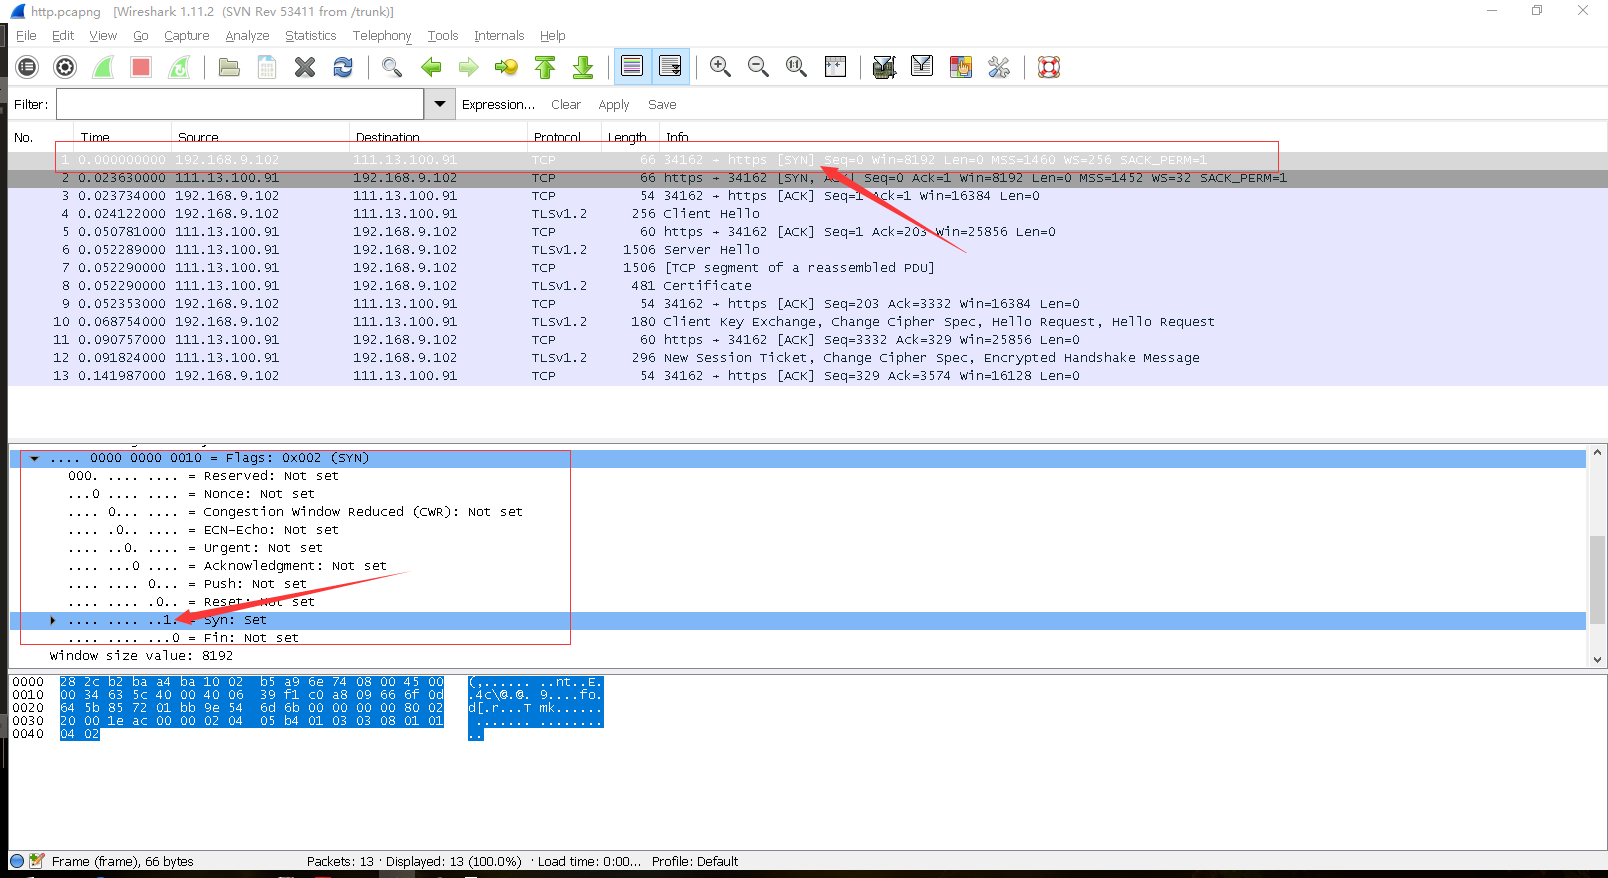 http.pcapng [Wireshark 1.11.2 (SVN Rev 53411 from /trunk)]
File Edit View Go Capture Analyze Statistics Telephony Tools Internals Help
Filter: Expression... Clear Apply Save
No. Time Source Destination Protocol Length Info
1 0.000000000 192.168.9.102 111.13.100.91 TCP 66 34162 → https [SYN] Seq=0 Win=8192 Len=0 MSS=1460 WS=256 SACK_PERM=1
2 0.023630000 111.13.100.91 192.168.9.102 TCP 66 https → 34162 [SYN, ACK] Seq=0 Ack=1 Win=8192 Len=0 MSS=1452 WS=32 SACK_PERM=1
3 0.023734000 192.168.9.102 111.13.100.91 TCP 54 34162 → https [ACK] Seq=1 Ack=1 Win=16384 Len=0
4 0.024122000 192.168.9.102 111.13.100.91 TLSv1.2 256 Client Hello
5 0.050781000 111.13.100.91 192.168.9.102 TCP 60 https → 34162 [ACK] Seq=1 Ack=203 Win=25856 Len=0
6 0.052289000 111.13.100.91 192.168.9.102 TLSv1.2 1506 Server Hello
7 0.052290000 111.13.100.91 192.168.9.102 TCP 1506 [TCP segment of a reassembled PDU]
8 0.052290000 111.13.100.91 192.168.9.102 TLSv1.2 481 Certificate
9 0.052353000 192.168.9.102 111.13.100.91 TCP 54 34162 → https [ACK] Seq=203 Ack=3332 Win=16384 Len=0
10 0.068754000 192.168.9.102 111.13.100.91 TLSv1.2 180 Client Key Exchange, Change Cipher Spec, Hello Request, Hello Request
11 0.090757000 111.13.100.91 192.168.9.102 TCP 60 https → 34162 [ACK] Seq=3332 Ack=329 Win=25856 Len=0
12 0.091824000 111.13.100.91 192.168.9.102 TLSv1.2 296 New Session Ticket, Change Cipher Spec, Encrypted Handshake Message
13 0.141987000 192.168.9.102 111.13.100.91 TCP 54 34162 → https [ACK] Seq=329 Ack=3574 Win=16128 Len=0
.... 0000 0000 0010 = Flags: 0x002 (SYN)
000. .... .... = Reserved: Not set
...0 .... .... = Nonce: Not set
.... 0... .... = Congestion Window Reduced (CWR): Not set
.... .0.. .... = ECN-Echo: Not set
.... ..0. .... = Urgent: Not set
.... ...0 .... = Acknowledgment: Not set
.... .... 0... = Push: Not set
.... .... .0.. = Reset: Not set
.... .... ..1. = Syn: Set
.... .... ...0 = Fin: Not set
Window size value: 8192
0000 28 2c b2 ba a4 ba 10 02 b5 a9 6e 74 08 00 45 00 (,...... ..nt..E.
0010 00 34 63 5c 40 00 40 06 39 f1 c0 a8 09 66 6f 0d .4c\@.@. 9....fo.
0020 64 5b 85 72 01 bb 9e 54 6d 6b 00 00 00 00 80 02 d[.r...T mk......
0030 20 00 1e ac 00 00 02 04 05 b4 01 03 03 08 01 01 ....... ........
0040 04 02 ..
Frame (frame), 66 bytes Packets: 13 · Displayed: 13 (100.0%) · Load time: 0:00... Profile: Default